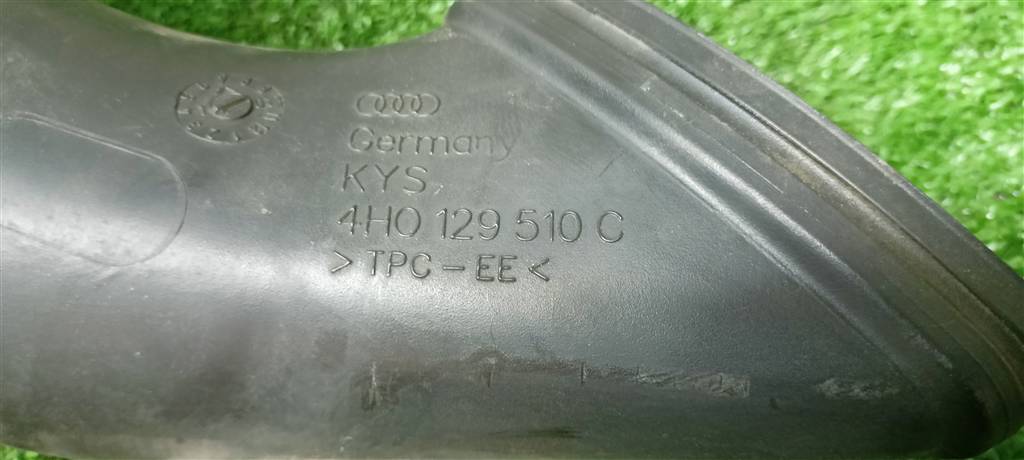 Germany
KYS
4H0 129 510 C
>TPC-EE<